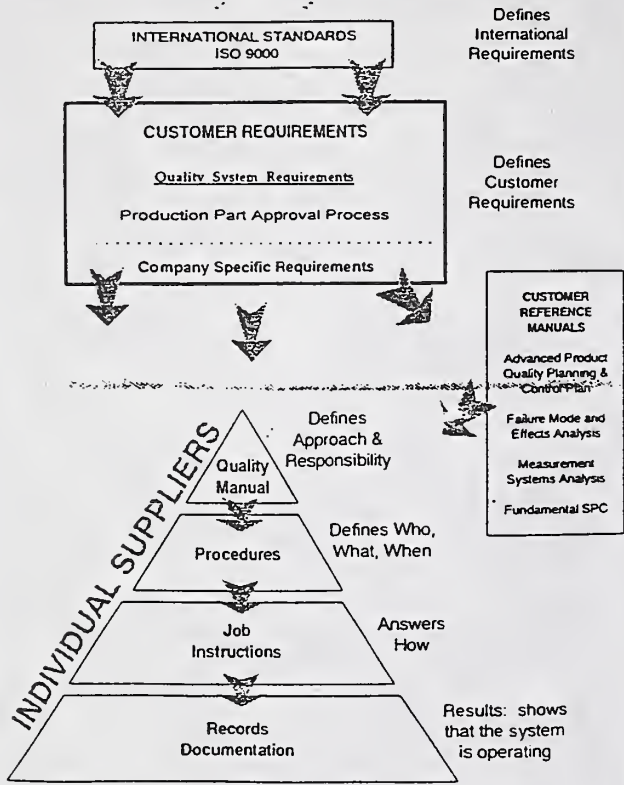 INTERNATIONAL STANDARDS
ISO 9000
Defines
International
Requirements
CUSTOMER REQUIREMENTS
Quality System Requirements
Production Part Approval Process
Company Specific Requirements
Defines
Customer
Requirements
CUSTOMER
REFERENCE
MANUALS
Advanced Product
Quality Planning &
Control Plan
Failure Mode and
Effects Analysis
Measurement
Systems Analysis
Fundamental SPC
INDIVIDUAL SUPPLIERS
Quality
Manual
Defines
Approach &
Responsibility
Procedures
Defines Who,
What, When
Job
Instructions
Answers
How
Records
Documentation
Results: shows
that the system
is operating